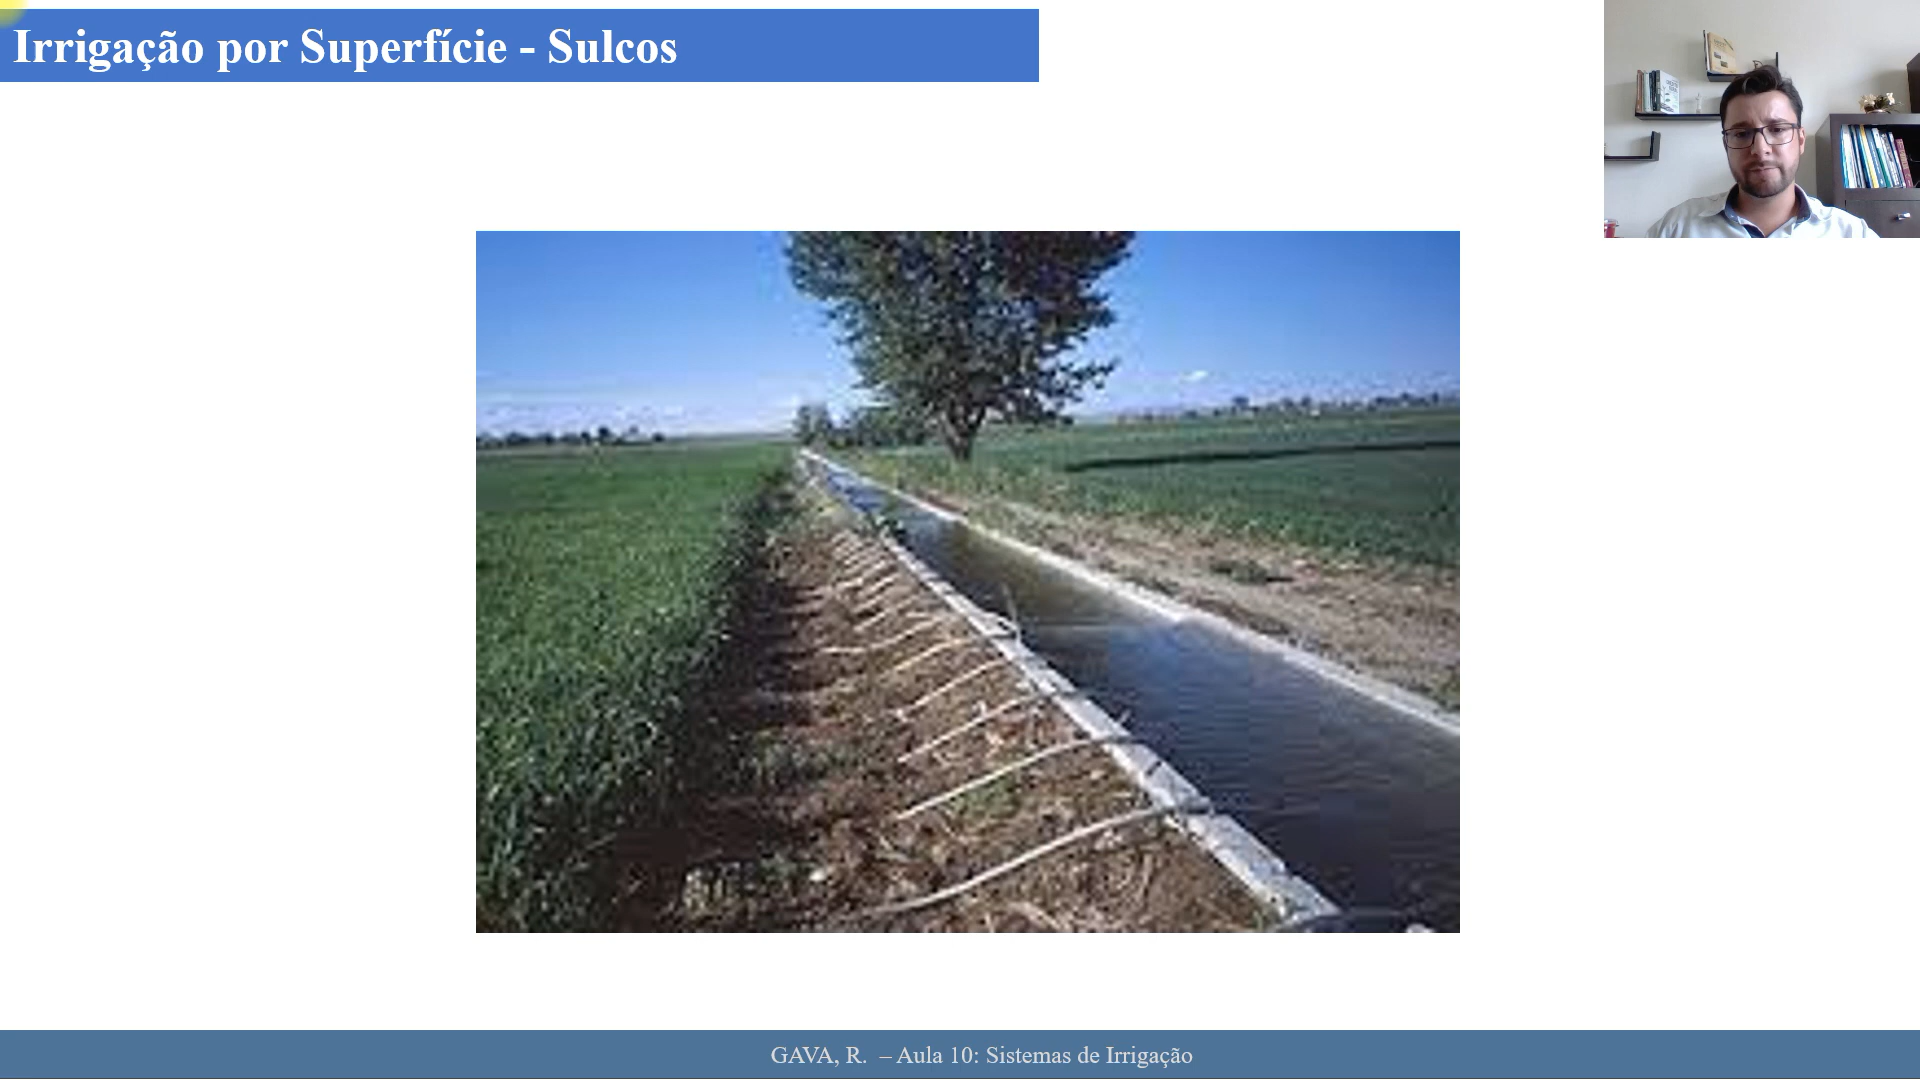 Irrigação por Superfície - Sulcos
GAVA, R. – Aula 10: Sistemas de Irrigação